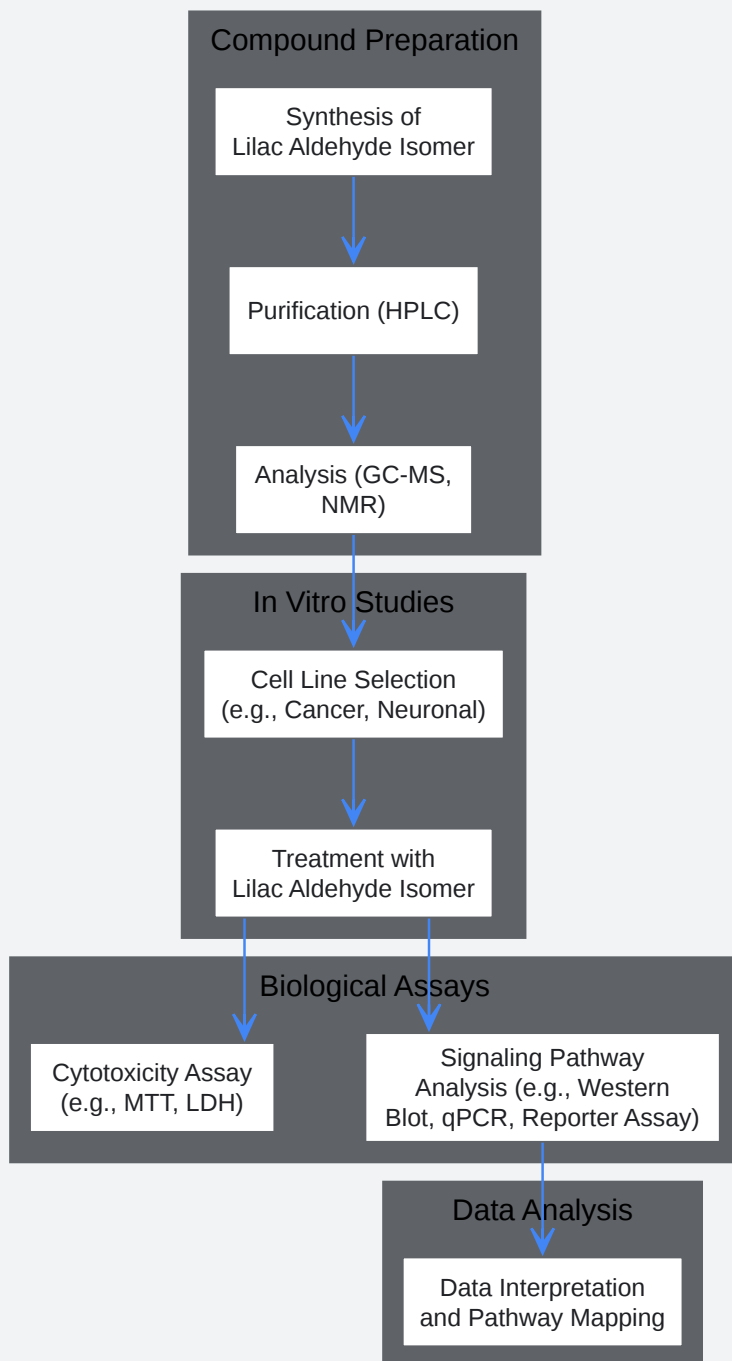 Compound Preparation
Synthesis of
Lilac Aldehyde Isomer
Purification (HPLC)
Analysis (GC-MS,
NMR)
In Vitro Studies
Cell Line Selection
(e.g., Cancer, Neuronal)
Treatment with
Lilac Aldehyde Isomer
Biological Assays
Cytotoxicity Assay
(e.g., MTT, LDH)
Signaling Pathway
Analysis (e.g., Western
Blot, qPCR, Reporter Assay)
Data Analysis
Data Interpretation
and Pathway Mapping